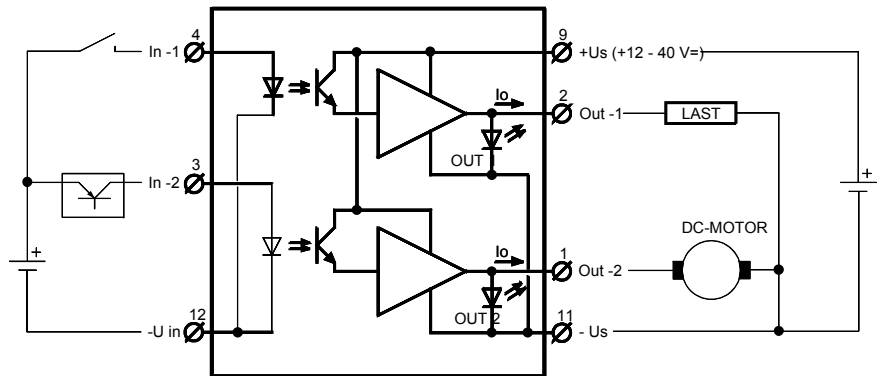 4
In -1
3
In -2
+
12
-U in
Io
OUT 1
Io
OUT 2
9
+Us (+12 - 40 V=)
2
Out -1
LAST
+
DC-MOTOR
1
Out -2
11
- Us